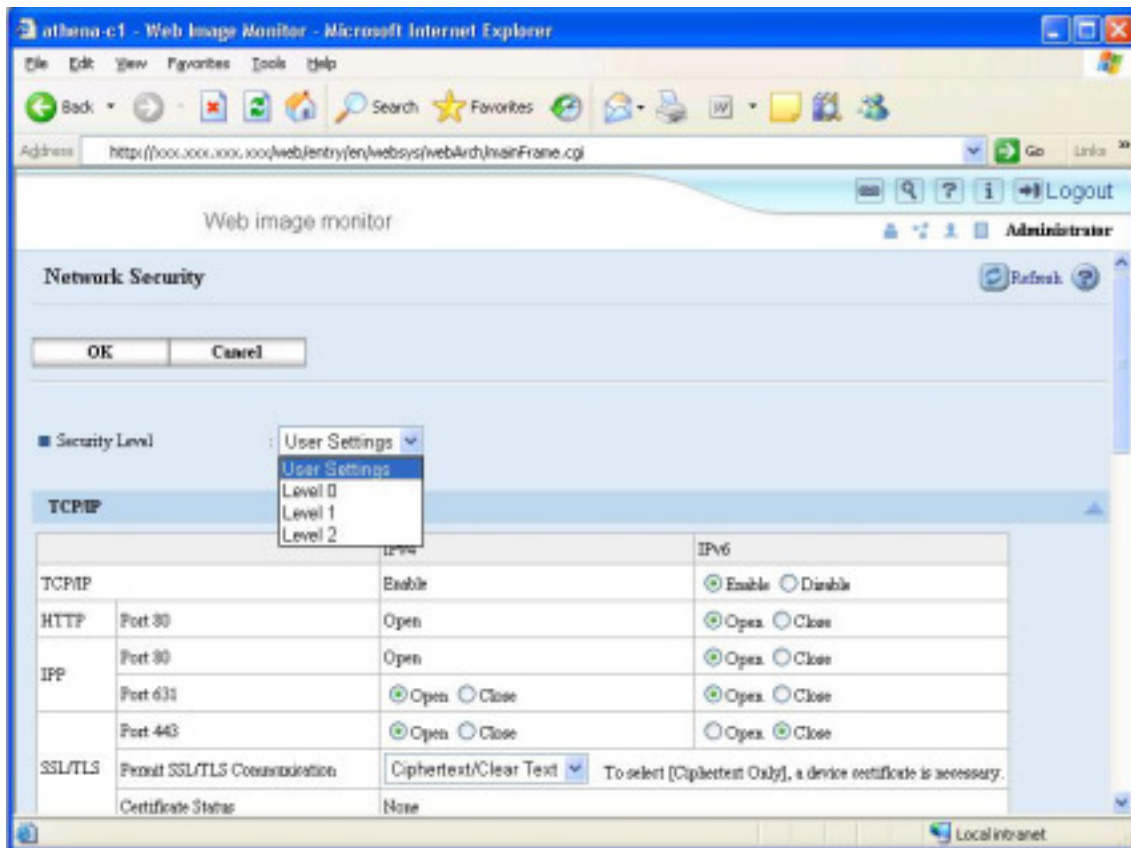 athena-c1 - Web Image Monitor - Microsoft Internet Explorer
File Edit View Favorites Tools Help
Back Search Favorites
Address http://xxx.xxx.xxx.xxx/web/entry/en/websys/webArch/mainFrame.cgi Go Links »
Logout
Web image monitor
Administrator
Network Security Refresh
OK Cancel
Security Level : User Settings
User Settings
Level 0
Level 1
Level 2
TCP/IP
IPv4 IPv6
TCP/IP Enable Enable Disable
HTTP Port 80 Open Open Close
IPP Port 80 Open Open Close
Port 631 Open Close Open Close
SSL/TLS Port 443 Open Close Open Close
Permit SSL/TLS Communication Ciphertext/Clear Text To select [Ciphertext Only], a device certificate is necessary.
Certificate Status None
Local intranet